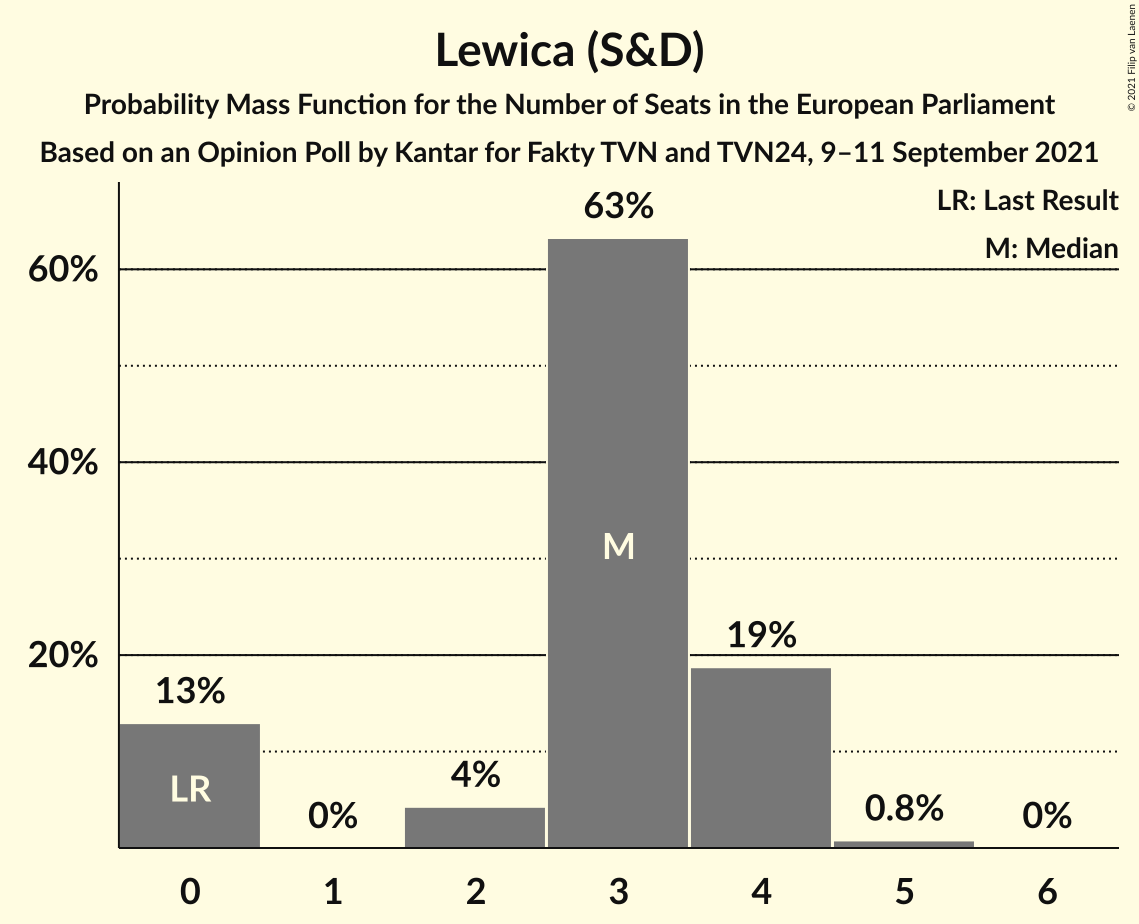 Lewica (S&D)
Probability Mass Function for the Number of Seats in the European Parliament
Based on an Opinion Poll by Kantar for Fakty TVN and TVN24, 9–11 September 2021
© 2021 Filip van Laenen
LR: Last Result
M: Median
60%
40%
20%
13%
0%
4%
63%
19%
0.8%
0%
LR
M
0
1
2
3
4
5
6